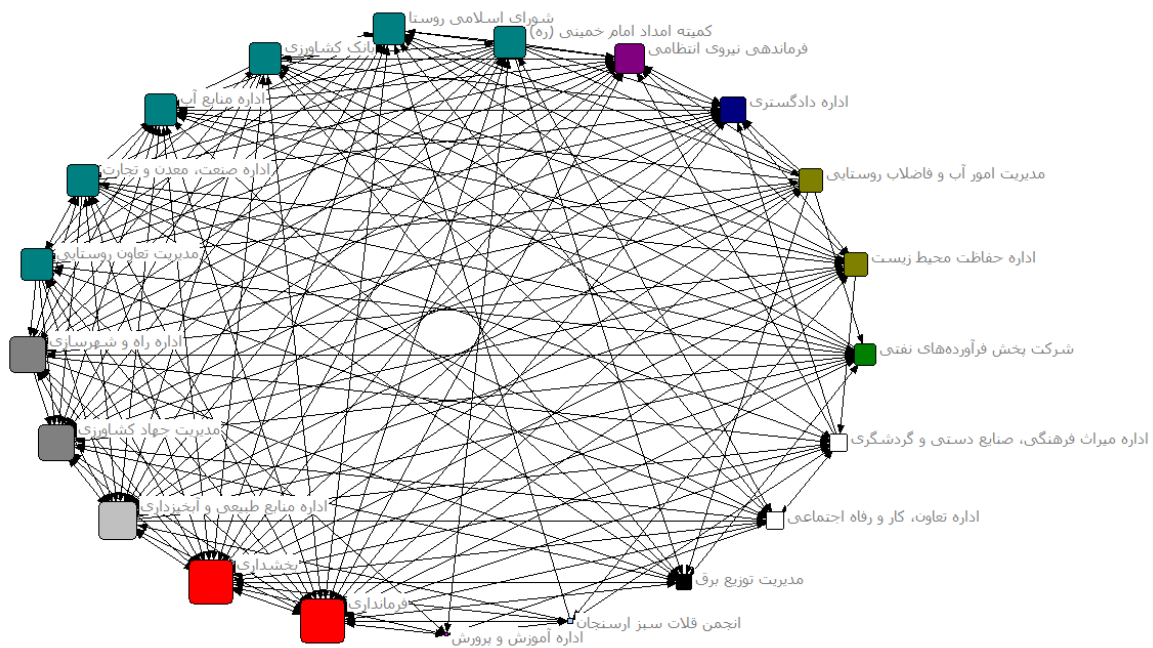 شورای اسلامی روستا
کمیته امداد امام خمینی (ره)
بانک کشاورزی
فرماندهی نیروی انتظامی
اداره منابع آب
اداره دادگستری
اداره صنعت، معدن و تجارت
مدیریت امور آب و فاضلاب روستایی
مدیریت تعاون روستایی
اداره حفاظت محیط زیست
اداره راه و شهرسازی
شرکت پخش فرآورده‌های نفتی
مدیریت جهاد کشاورزی
اداره میراث فرهنگی، صنایع دستی و گردشگری
اداره منابع طبیعی و آبخیزداری
اداره تعاون، کار و رفاه اجتماعی
بخشداری
مدیریت توزیع برق
فرمانداری
انجمن قلات سبز ارسنجان
اداره آموزش و پرورش